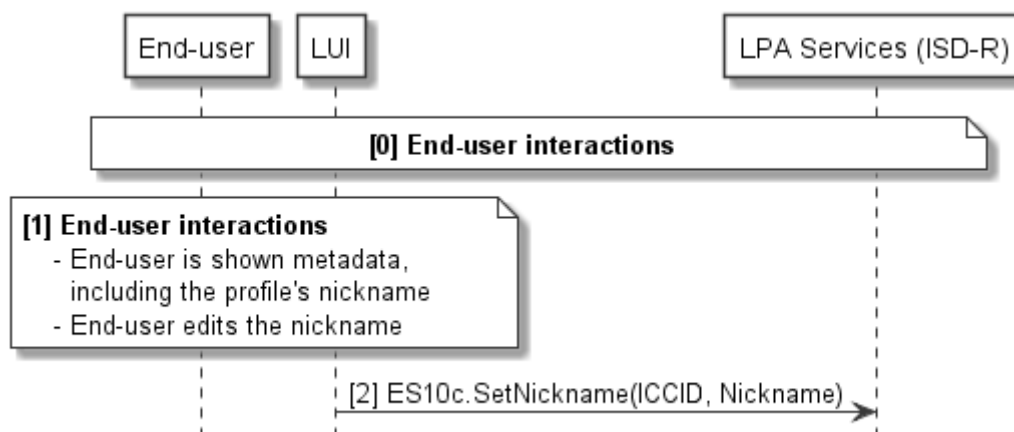 End-user
LUI
LPA Services (ISD-R)
[0] End-user interactions
[1] End-user interactions
- End-user is shown metadata,
including the profile's nickname
- End-user edits the nickname
[2] ES10c.SetNickname(ICCID, Nickname)